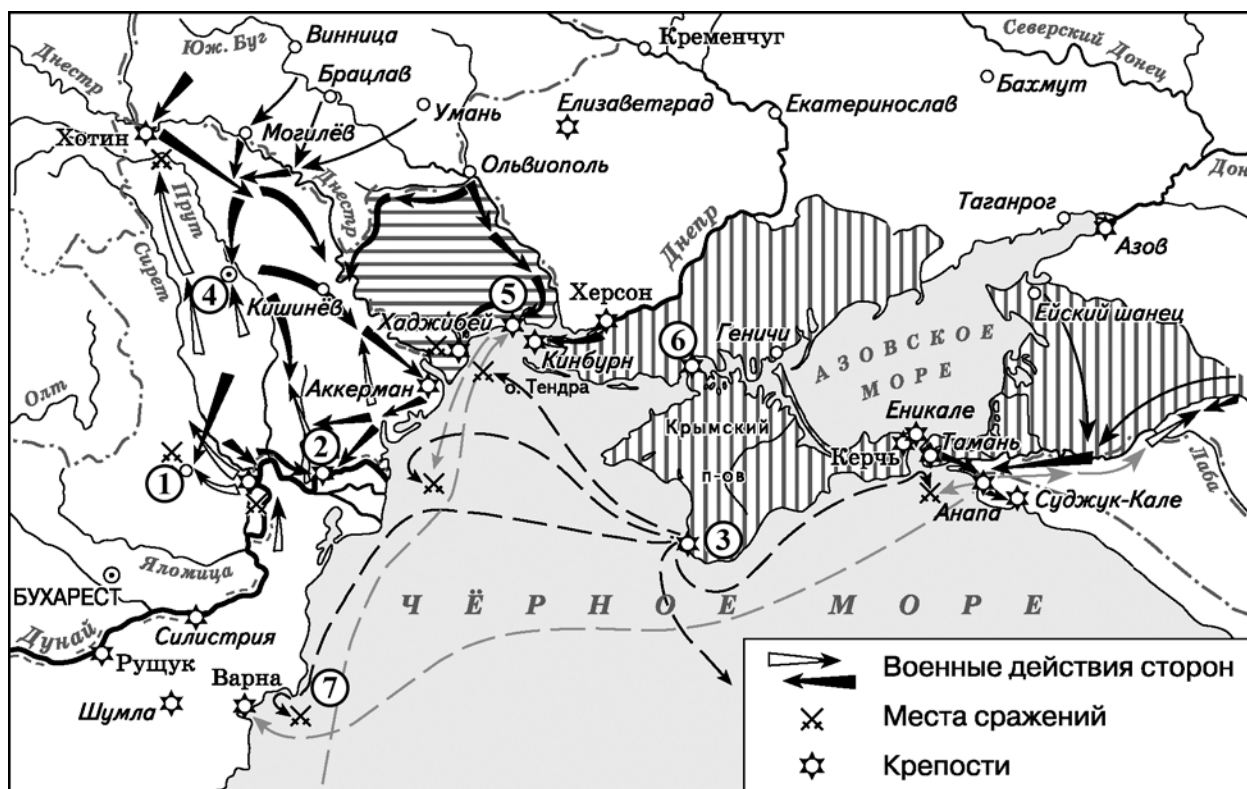 Юж. Буг
Винница
Кременчуг
Северский
Донец
Днестр
Брацлав
Бахмут
Умань
Елизаветград
Екатеринослав
Хотин
Могилёв
Ольвиополь
Дон
Прут
Днестр
Днепр
Таганрог
Азов
Сирет
4
Кишинёв
5
Херсон
Ейский шанец
Хаджибей
6
Геничи
АЗОВСКОЕ
МОРЕ
Кинбурн
Олт
Аккерман
о. Тендра
Еникале
Крымский
п-ов
Тамань
Керчь
2
1
Лаба
Суджук-Кале
Анапа
3
Яломица
БУХАРЕСТ
ЧЁРНОЕ МОРЕ
Силистрия
Дунай
Рущук
Варна
7
Шумла
Военные действия сторон
Места сражений
Крепости